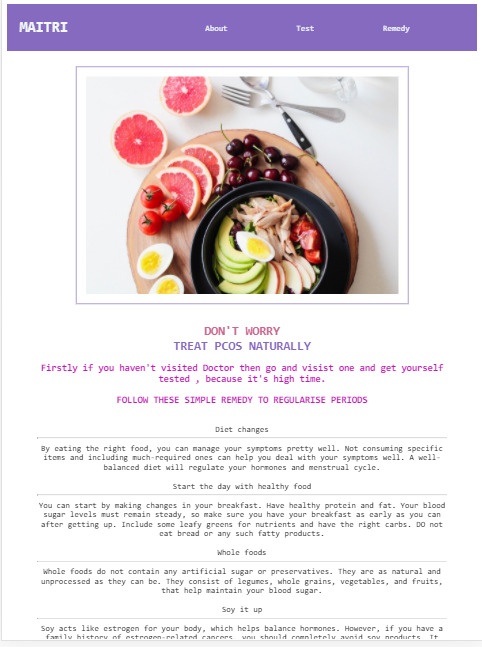 MAITRI
About Test Remedy
DON'T WORRY
TREAT PCOS NATURALLY
Firstly if you haven't visited Doctor then go and visist one and get yourself
tested , because it's high time.
FOLLOW THESE SIMPLE REMEDY TO REGULARISE PERIODS
Diet changes
By eating the right food, you can manage your symptoms pretty well. Not consuming specific
items and including much-required ones can help you deal with your symptoms well. A well-
balanced diet will regulate your hormones and menstrual cycle.
Start the day with healthy food
You can start by making changes in your breakfast. Have healthy protein and fat. Your blood
sugar levels must remain steady, so make sure you have your breakfast as early as you can
after getting up. Include some leafy greens for nutrients and have the right carbs. DO not
eat bread or any such fatty products.
Whole foods
Whole foods do not contain any artificial sugar or preservatives. They are as natural and
unprocessed as they can be. They consist of legumes, whole grains, vegetables, and fruits,
that help maintain your blood sugar.
Soy it up
Soy acts like estrogen for your body, which helps balance hormones. However, if you have a
family history of estrogen-related cancers, you should completely avoid soy products. It